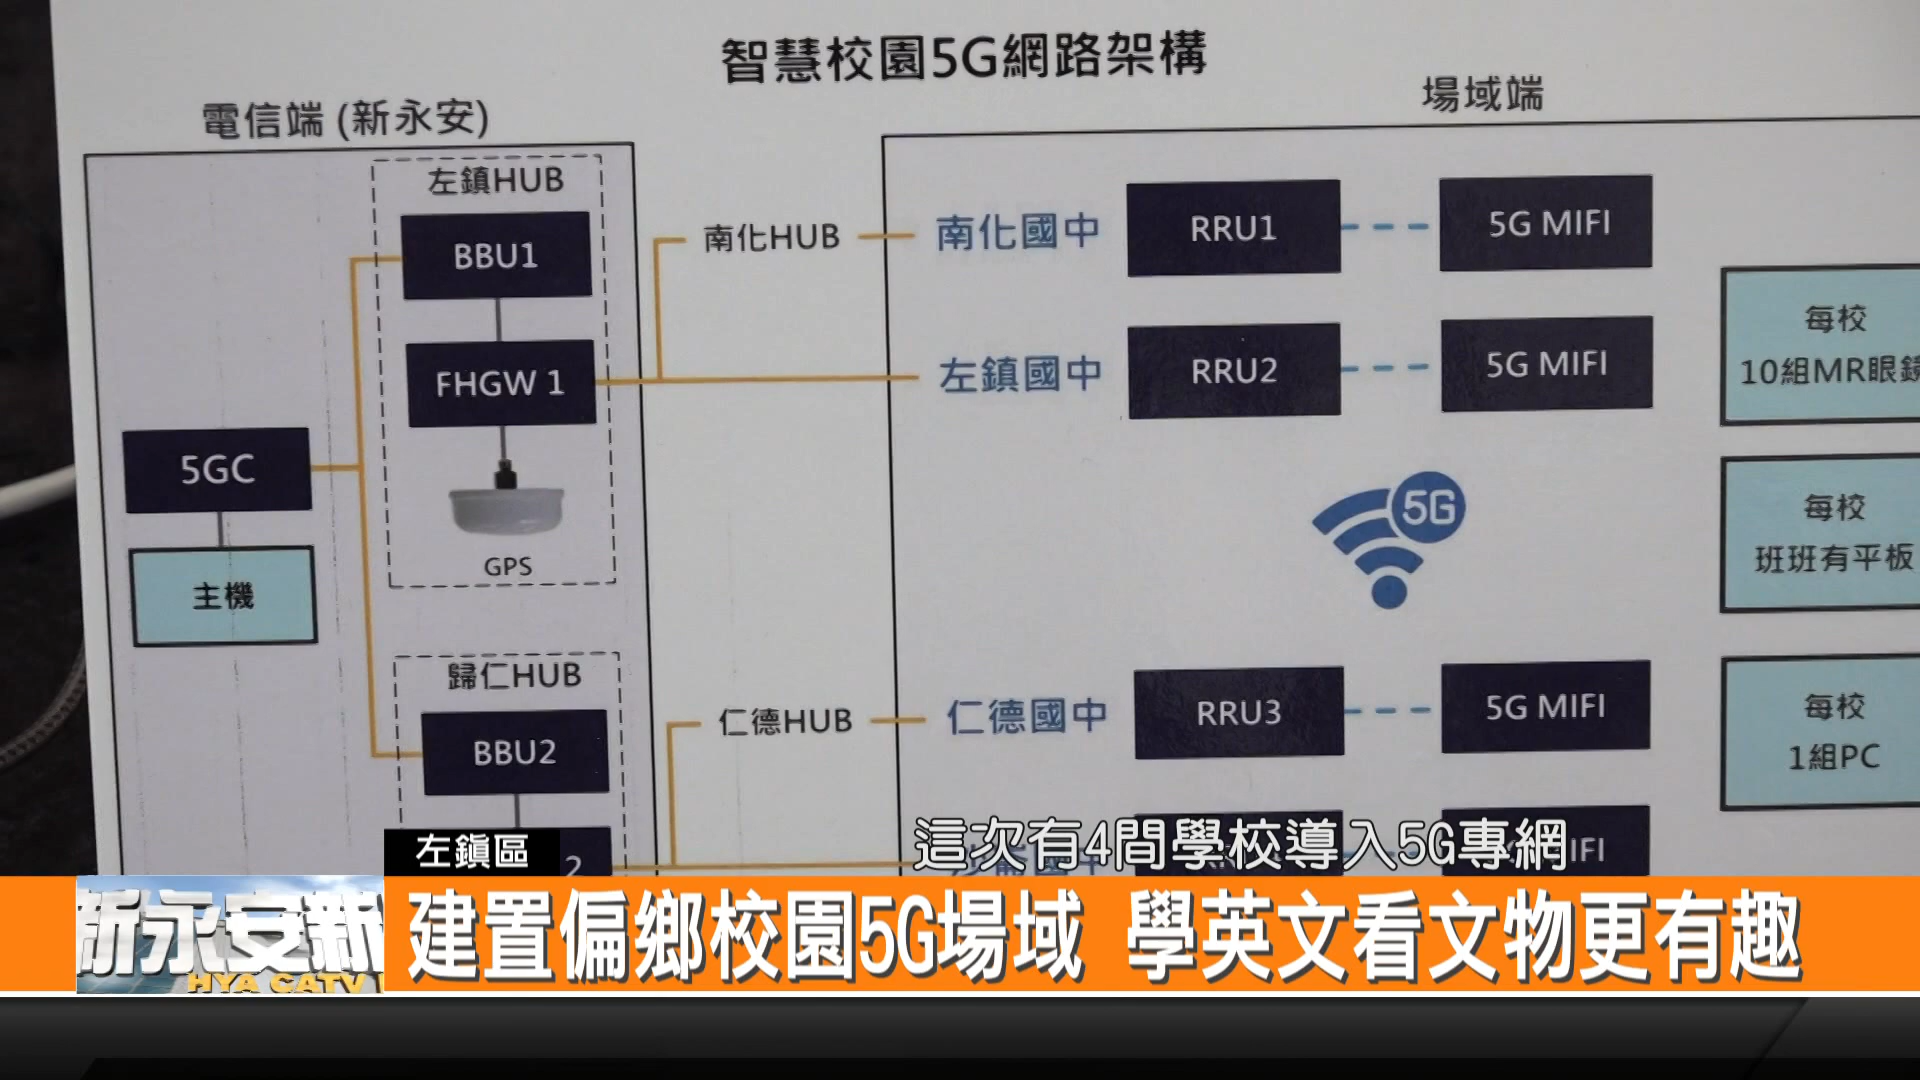 智慧校園5G網路架構
電信端 (新永安)
場域端
左鎮HUB
BBU1
FHGW 1
GPS
5GC
主機
歸仁HUB
BBU2
2
南化HUB
仁德HUB
南化國中
RRU1
5G MIFI
左鎮國中
RRU2
5G MIFI
5G
仁德國中
RRU3
5G MIFI
國中
IFI
每校
10組MR眼鏡
每校
班班有平板
每校
1組PC
這次有4間學校導入5G專網
左鎮區
新永安新
HYA CATV
建置偏鄉校園5G場域 學英文看文物更有趣